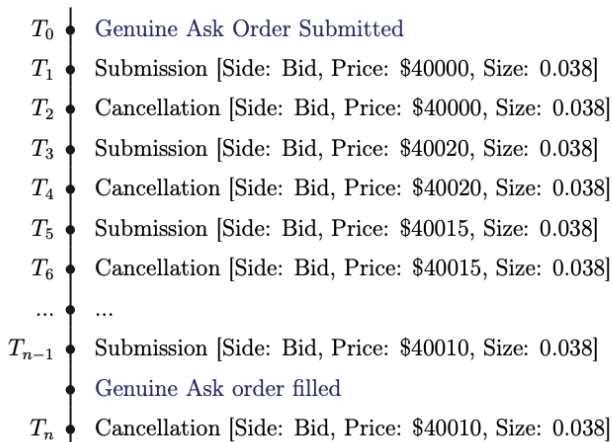 T0 Genuine Ask Order Submitted
T1 Submission [Side: Bid, Price: $40000, Size: 0.038]
T2 Cancellation [Side: Bid, Price: $40000, Size: 0.038]
T3 Submission [Side: Bid, Price: $40020, Size: 0.038]
T4 Cancellation [Side: Bid, Price: $40020, Size: 0.038]
T5 Submission [Side: Bid, Price: $40015, Size: 0.038]
T6 Cancellation [Side: Bid, Price: $40015, Size: 0.038]
... ...
Tn−1 Submission [Side: Bid, Price: $40010, Size: 0.038]
Genuine Ask order filled
Tn Cancellation [Side: Bid, Price: $40010, Size: 0.038]